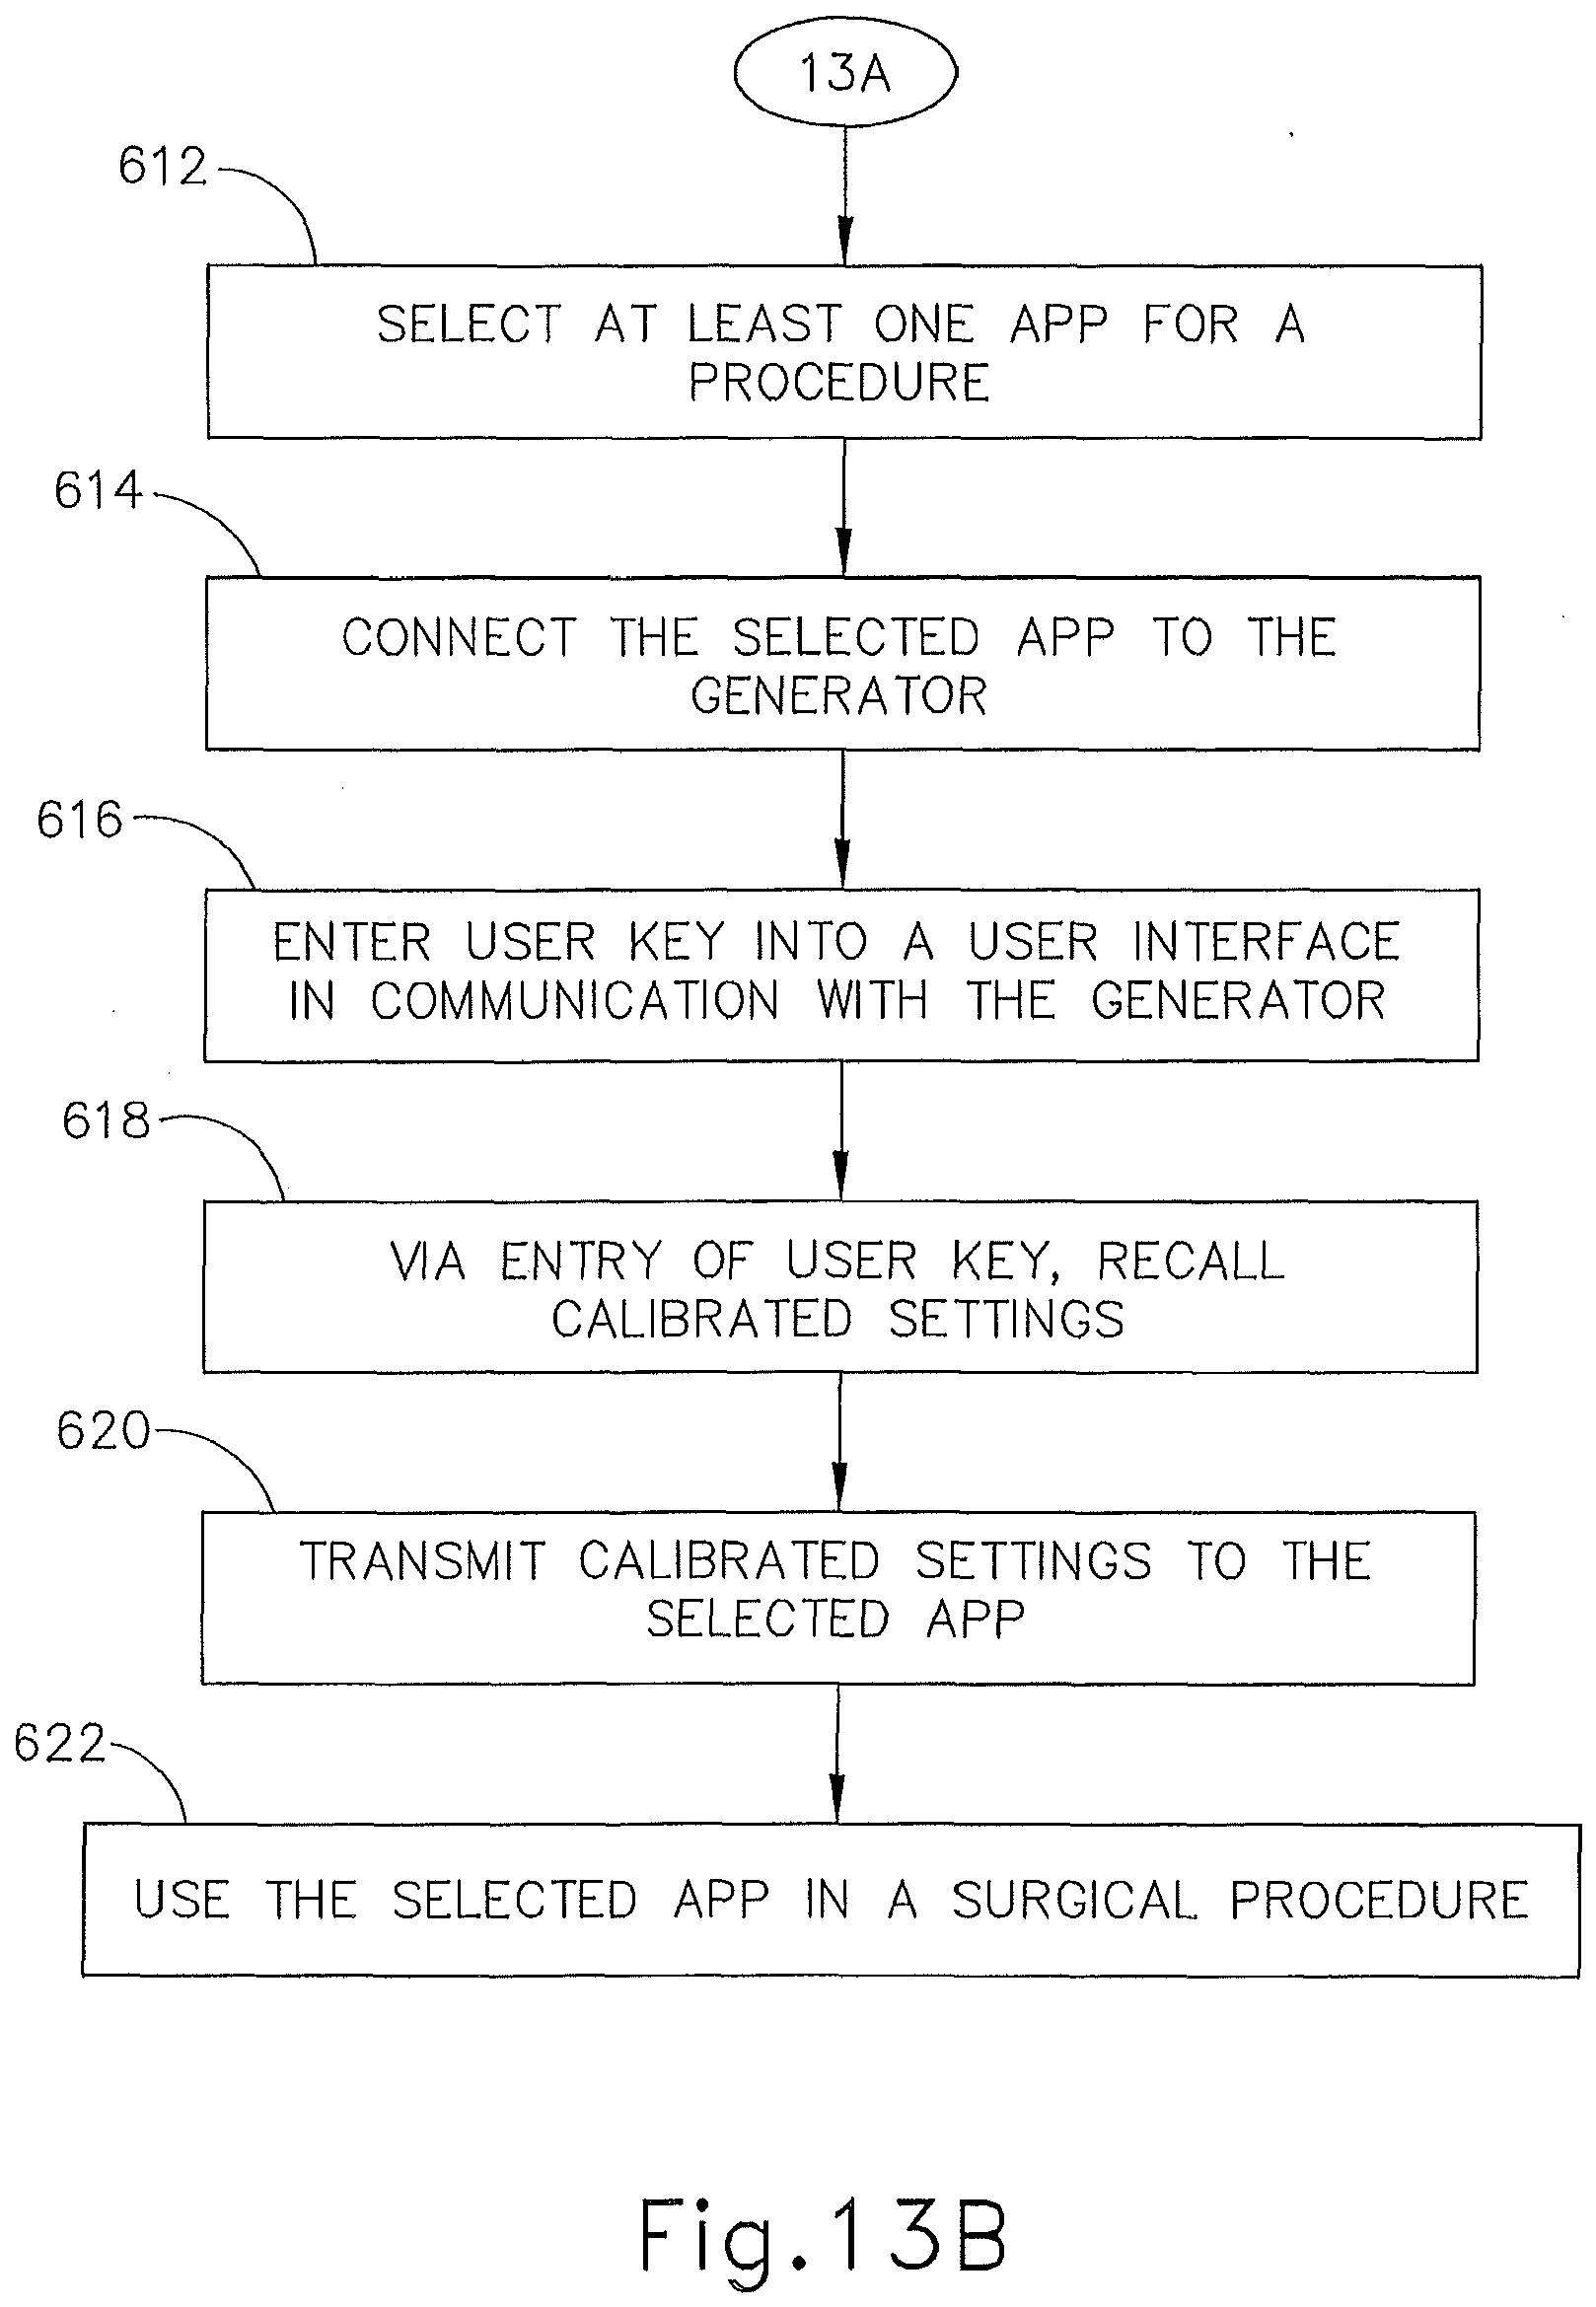 13A
612
SELECT AT LEAST ONE APP FOR A
PROCEDURE
614
CONNECT THE SELECTED APP TO THE
GENERATOR
616
ENTER USER KEY INTO A USER INTERFACE
IN COMMUNICATION WITH THE GENERATOR
618
VIA ENTRY OF USER KEY, RECALL
CALIBRATED SETTINGS
620
TRANSMIT CALIBRATED SETTINGS TO THE
SELECTED APP
622
USE THE SELECTED APP IN A SURGICAL PROCEDURE
Fig.13B